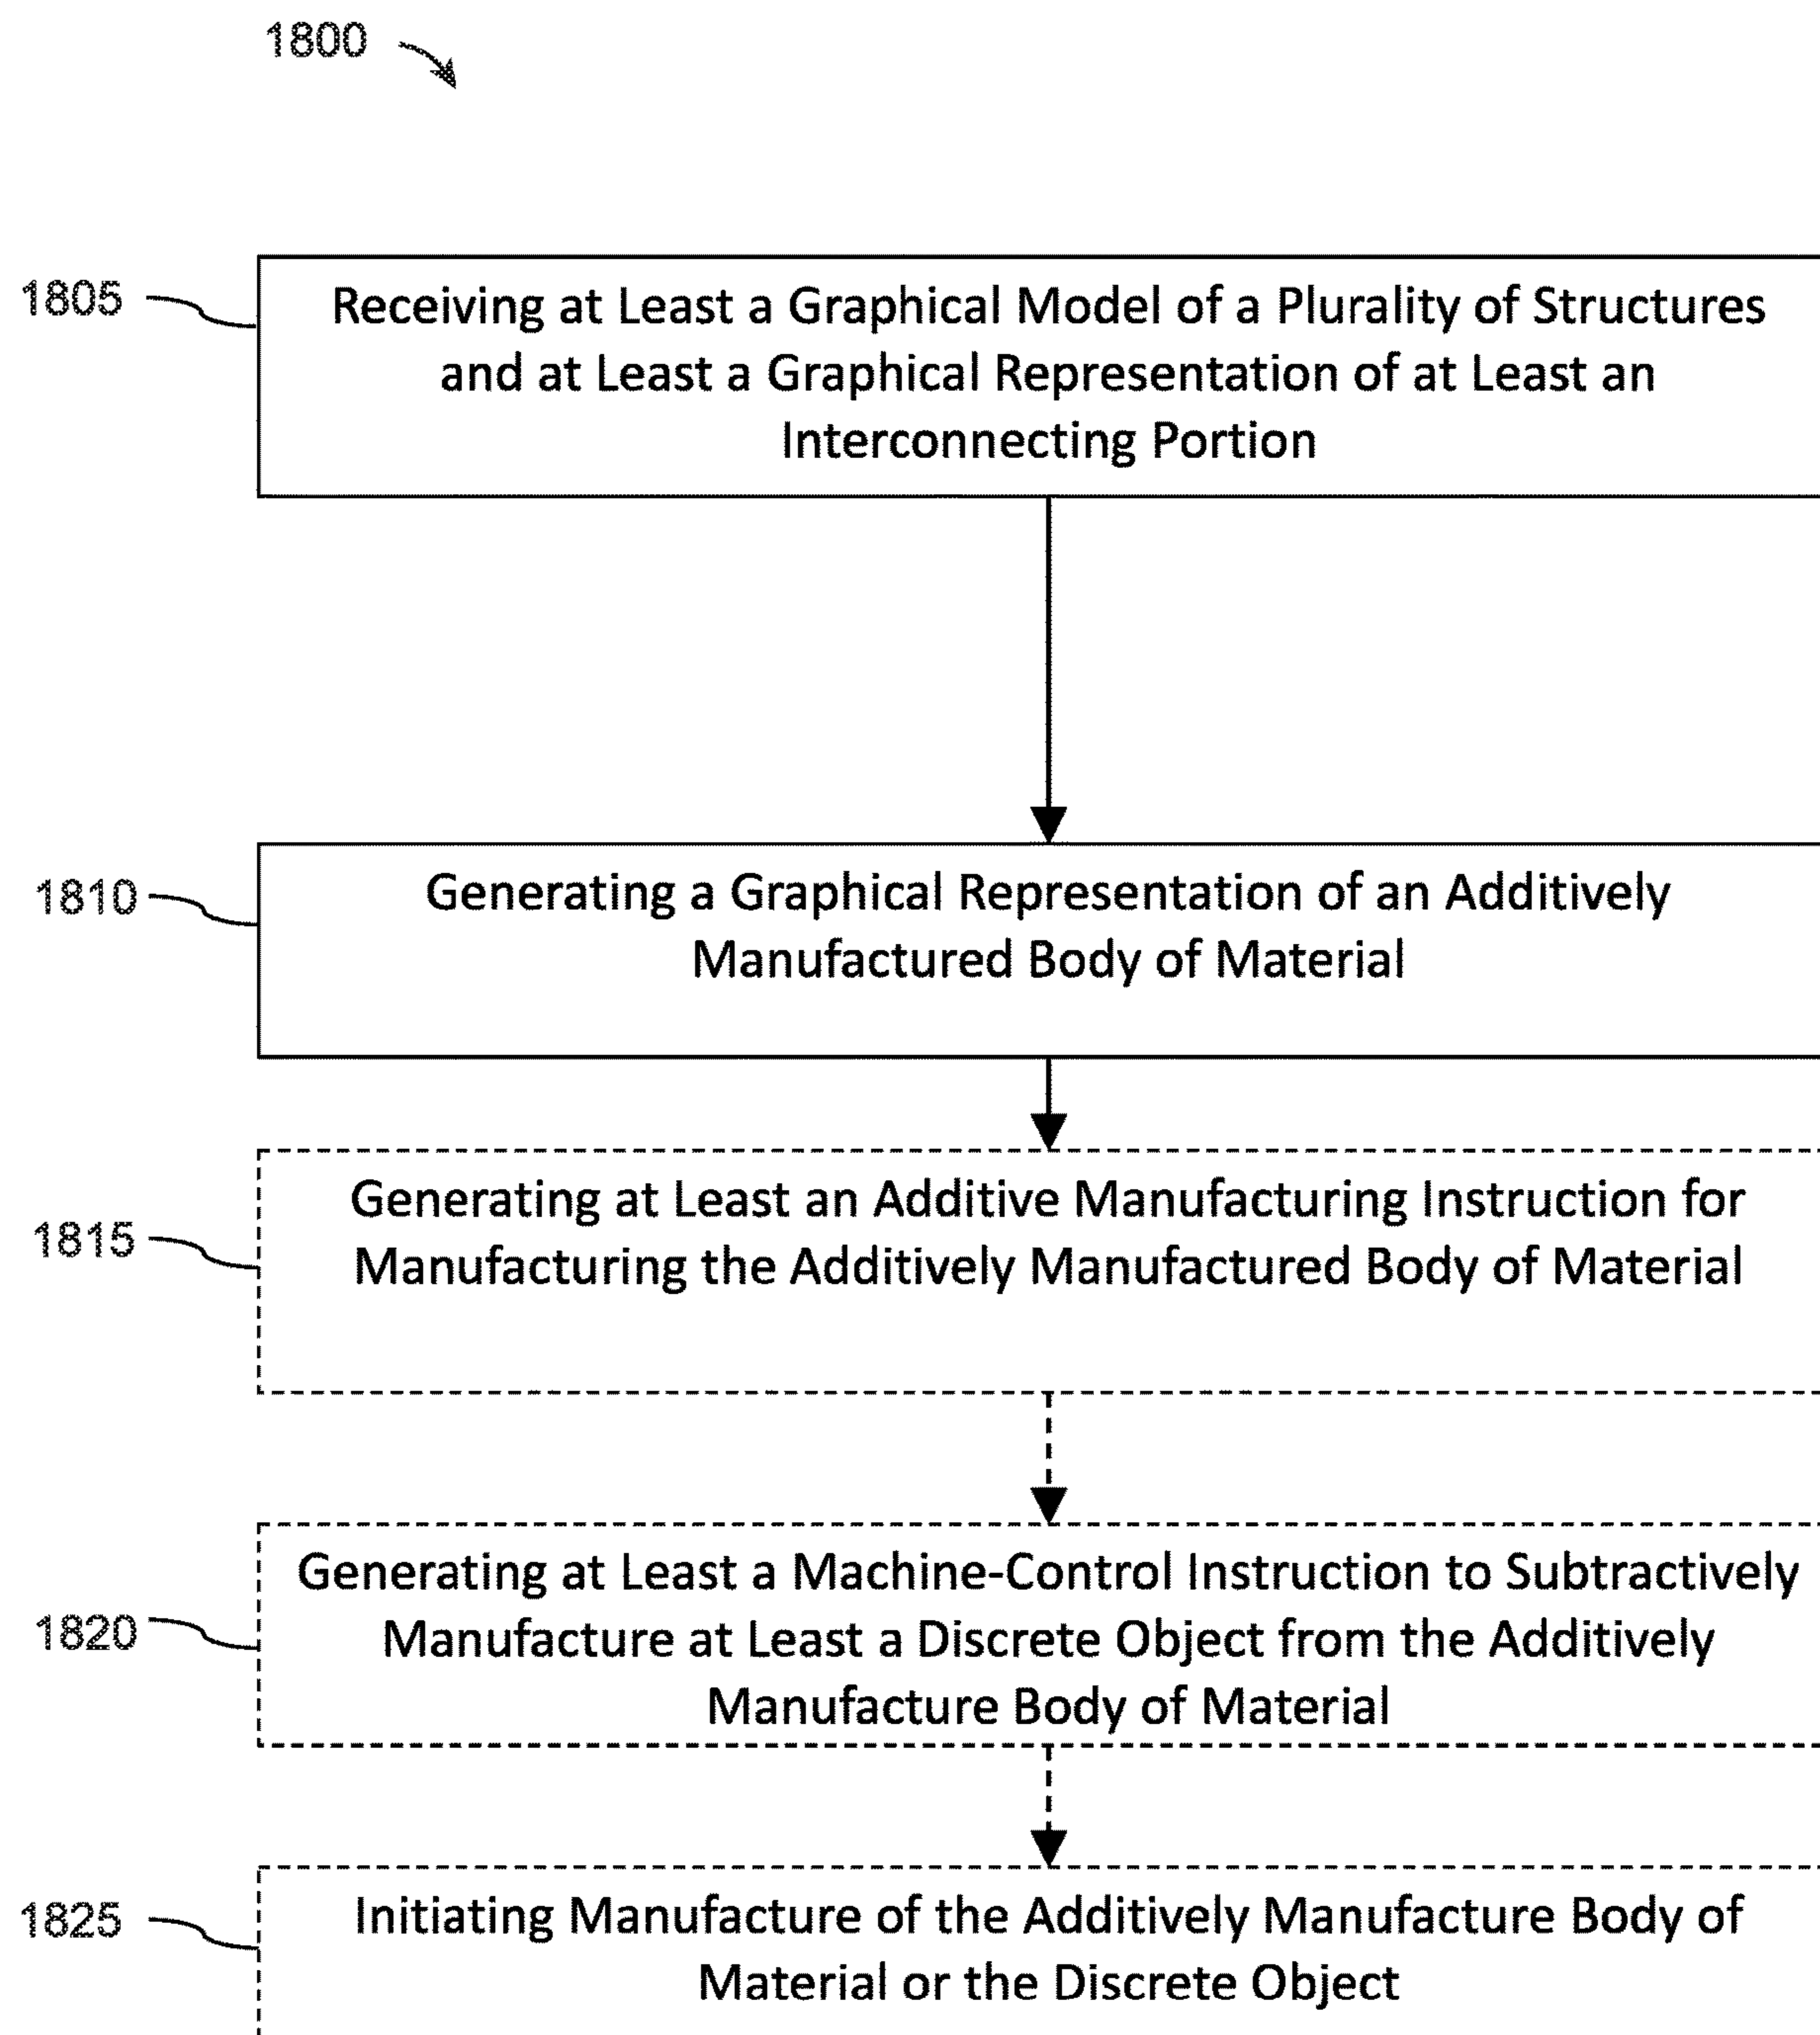 1800
1805
Receiving at Least a Graphical Model of a Plurality of Structures
and at Least a Graphical Representation of at Least an
Interconnecting Portion
1810
Generating a Graphical Representation of an Additively
Manufactured Body of Material
1815
Generating at Least an Additive Manufacturing Instruction for
Manufacturing the Additively Manufactured Body of Material
1820
Generating at Least a Machine-Control Instruction to Subtractively
Manufacture at Least a Discrete Object from the Additively
Manufacture Body of Material
1825
Initiating Manufacture of the Additively Manufacture Body of
Material or the Discrete Object